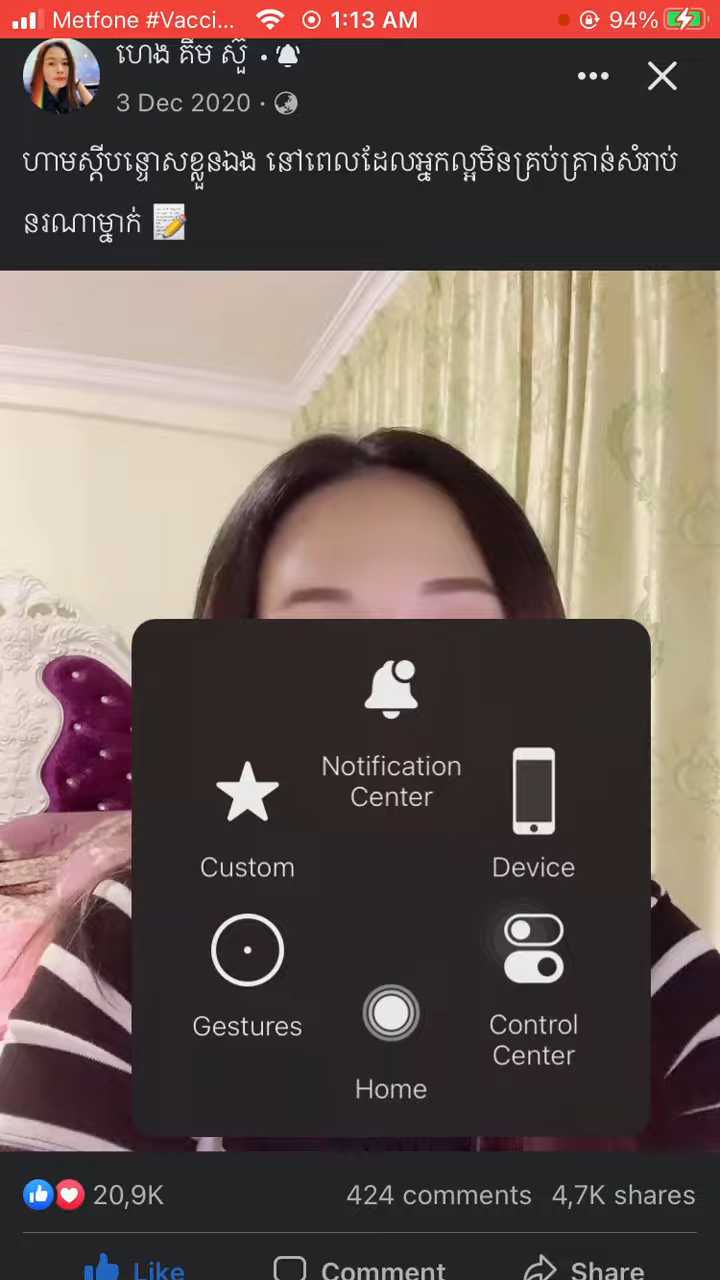 Metfone #Vacci... 1:13 AM 94%
ហេង គីម ស៊ួ
3 Dec 2020
ហាមស្តីបន្ទោសខ្លួនឯង នៅពេលដែលអ្នកល្អមិនគ្រប់គ្រាន់សំរាប់
នរណាម្នាក់
Notification
Center
Custom
Device
Gestures
Control
Center
Home
20,9K 424 comments 4,7K shares
Like Comment Share